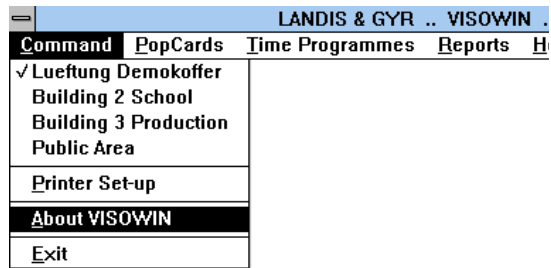 LANDIS & GYR .. VISOWIN .
Command PopCards Time Programmes Reports
√ Lueftung Demokoffer
Building 2 School
Building 3 Production
Public Area
Printer Set-up
About VISOWIN
Exit